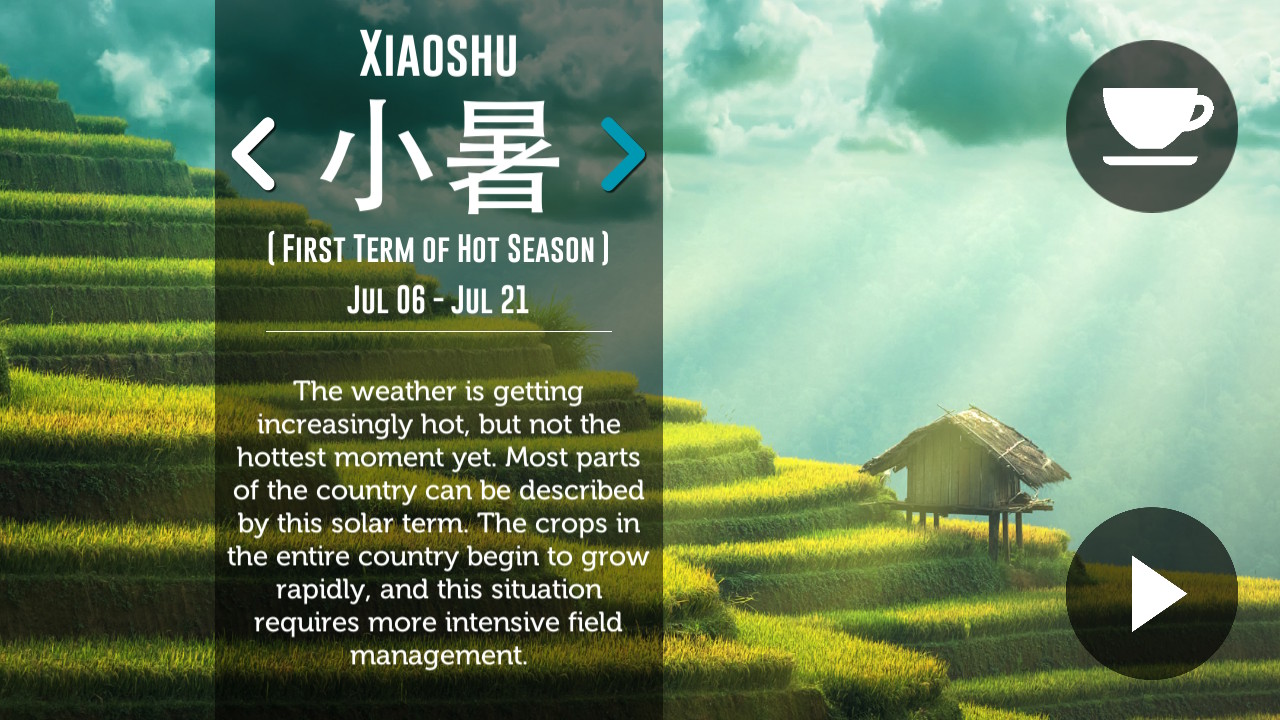 Xiaoshu
小暑
( First Term of Hot Season )
Jul 06 - Jul 21
The weather is getting
increasingly hot, but not the
hottest moment yet. Most parts
of the country can be described
by this solar term. The crops in
the entire country begin to grow
rapidly, and this situation
requires more intensive field
management.